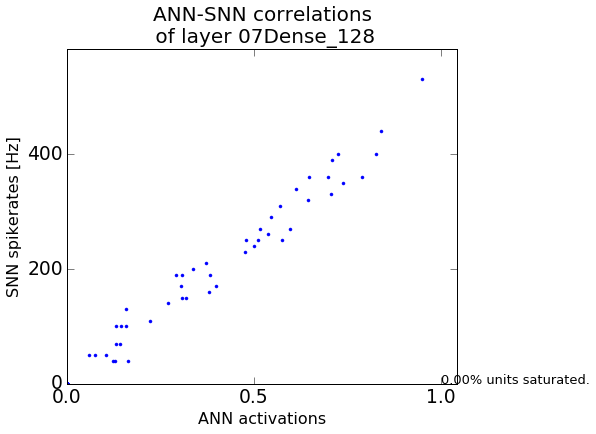 ANN-SNN correlations
of layer 07Dense_128
SNN spikerates [Hz]
400
200
0
0.00% units saturated.
0.0
0.5
1.0
ANN activations